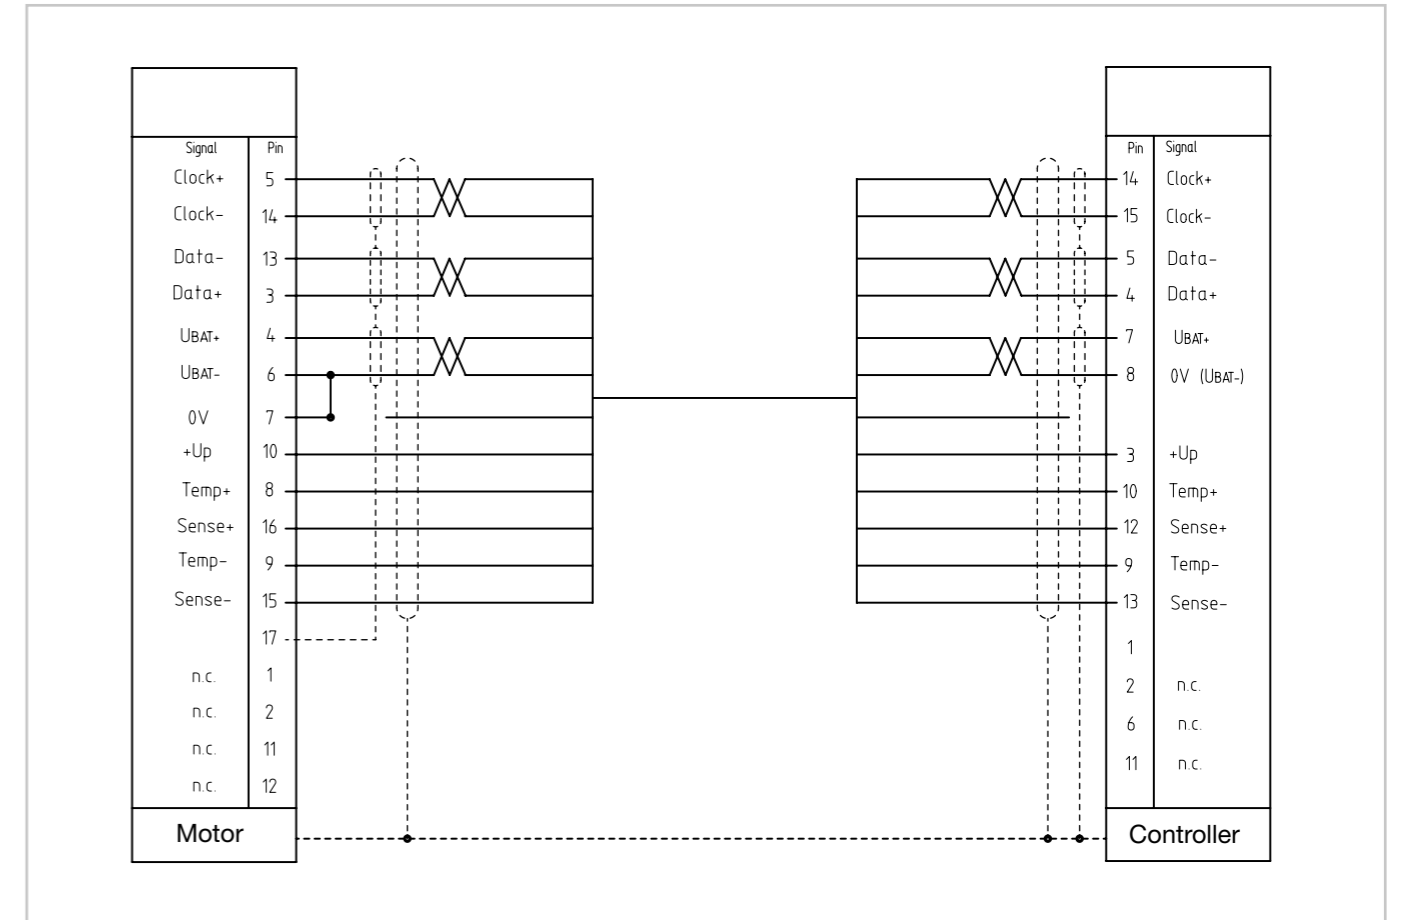 Signal Pin Pin Signal
Clock+ 5 14 Clock+
Clock- 14 15 Clock-
Data- 13 5 Data-
Data+ 3 4 Data+
UBAT+ 4 7 UBAT+
UBAT- 6 8 0V (UBAT-)
0V 7
+Up 10 3 +Up
Temp+ 8 10 Temp+
Sense+ 16 12 Sense+
Temp- 9 9 Temp-
Sense- 15 13 Sense-
17 1
n.c. 1 2 n.c.
n.c. 2 6 n.c.
n.c. 11 11 n.c.
n.c. 12
Motor Controller